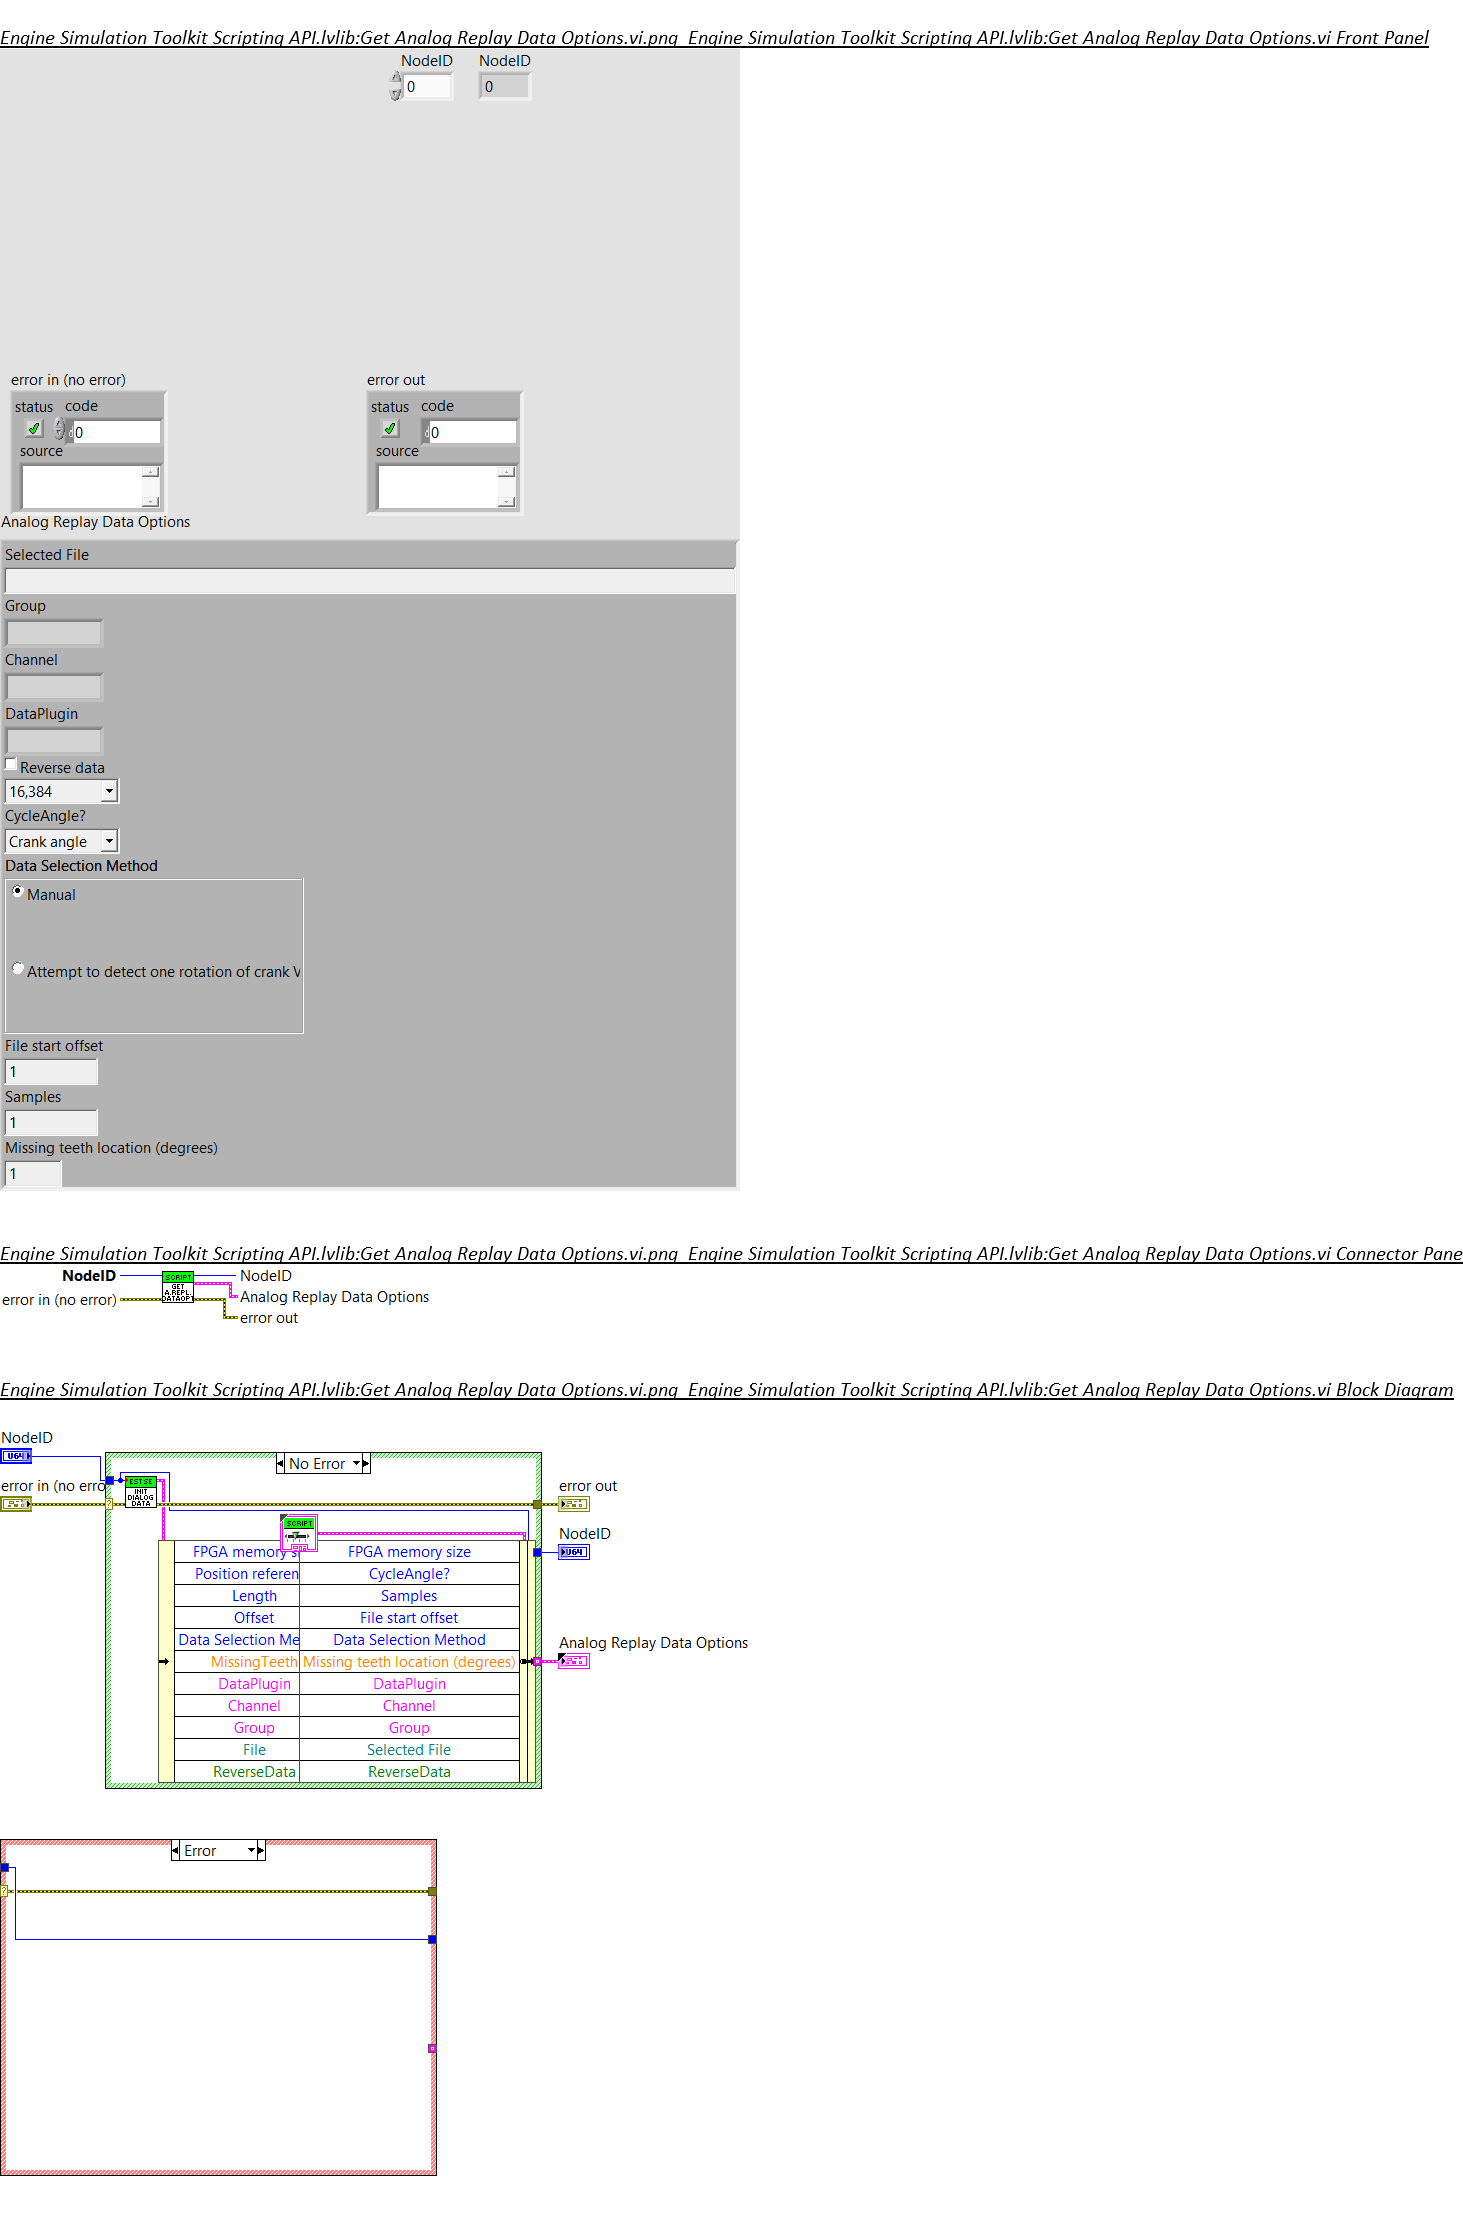 Engine Simulation Toolkit Scripting API.lvlib:Get Analog Replay Data Options.vi.png  Engine Simulation Toolkit Scripting API.lvlib:Get Analog Replay Data Options.vi Front Panel
NodeID NodeID
0 0
error in (no error) error out
status code status code
0 0
source source
Analog Replay Data Options
Selected File
Group
Channel
DataPlugin
Reverse data
16,384
CycleAngle?
Crank angle
Data Selection Method
Manual
Attempt to detect one rotation of crank V
File start offset
1
Samples
1
Missing teeth location (degrees)
1
Engine Simulation Toolkit Scripting API.lvlib:Get Analog Replay Data Options.vi.png  Engine Simulation Toolkit Scripting API.lvlib:Get Analog Replay Data Options.vi Connector Pane
NodeID SCRIPT NodeID
GET
error in (no error) A.REPL. Analog Replay Data Options
DATAOPT
error out
Engine Simulation Toolkit Scripting API.lvlib:Get Analog Replay Data Options.vi.png  Engine Simulation Toolkit Scripting API.lvlib:Get Analog Replay Data Options.vi Block Diagram
NodeID
U64
No Error
error in (no erro EST SE error out
INIT
DIALOG
DATA
?
SCRIPT
NodeID
U64
FPGA memory si FPGA memory size
Position referen CycleAngle?
Length Samples
Offset File start offset
Data Selection Me Data Selection Method
Analog Replay Data Options
MissingTeeth Missing teeth location (degrees)
DataPlugin DataPlugin
Channel Channel
Group Group
File Selected File
ReverseData ReverseData
Error
?